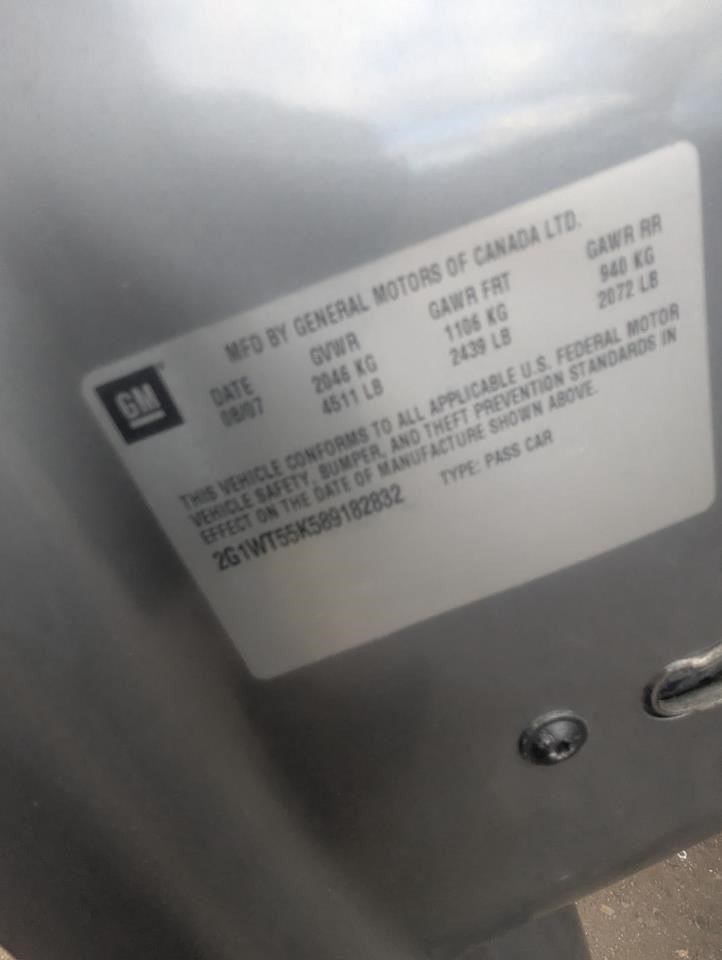 GM
MFD BY GENERAL MOTORS OF CANADA LTD.
DATE GVWR GAWR FRT GAWR RR
08/07 2046 KG 1106 KG 940 KG
4511 LB 2439 LB 2072 LB
THIS VEHICLE CONFORMS TO ALL APPLICABLE U.S. FEDERAL MOTOR
VEHICLE SAFETY, BUMPER, AND THEFT PREVENTION STANDARDS IN
EFFECT ON THE DATE OF MANUFACTURE SHOWN ABOVE.
2G1WT55K589182832 TYPE: PASS CAR